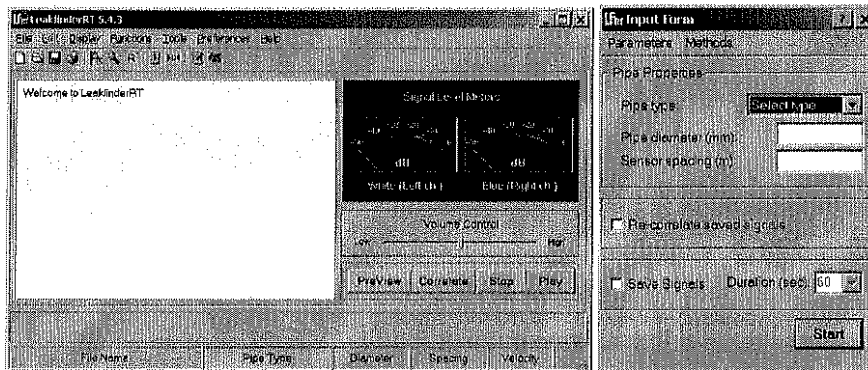 LeakfinderRT 5.4.3
File Edit Display Functions Tools Preferences Help
Welcome to LeakfinderRT
Signal Level Meters
-20
dB dB
White (Left ch.) Blue (Right ch.)
Volume Control
Low High
PreView Correlate Stop Play
File Name Pipe Type Diameter Spacing Velocity
Input Form
Parameters Methods
Pipe Properties
Pipe type Select type
Pipe diameter (mm)
Sensor spacing (m)
Re-correlate saved signals
Save Signals Duration (sec) 60
Start